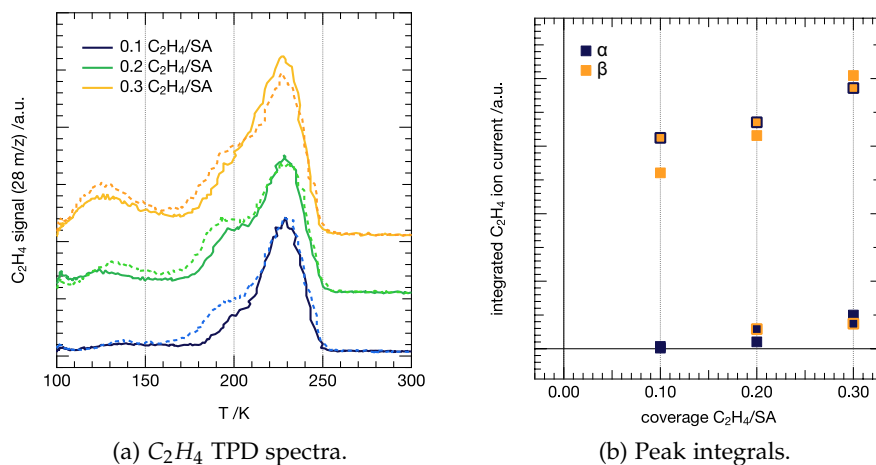 C₂H₄ signal (28 m/z) /a.u.
0.1 C₂H₄/SA
0.2 C₂H₄/SA
0.3 C₂H₄/SA
100 150 200 250 300
T /K
(a) C₂H₄ TPD spectra.
integrated C₂H₄ ion current /a.u.
α
β
0.00 0.10 0.20 0.30
coverage C₂H₄/SA
(b) Peak integrals.